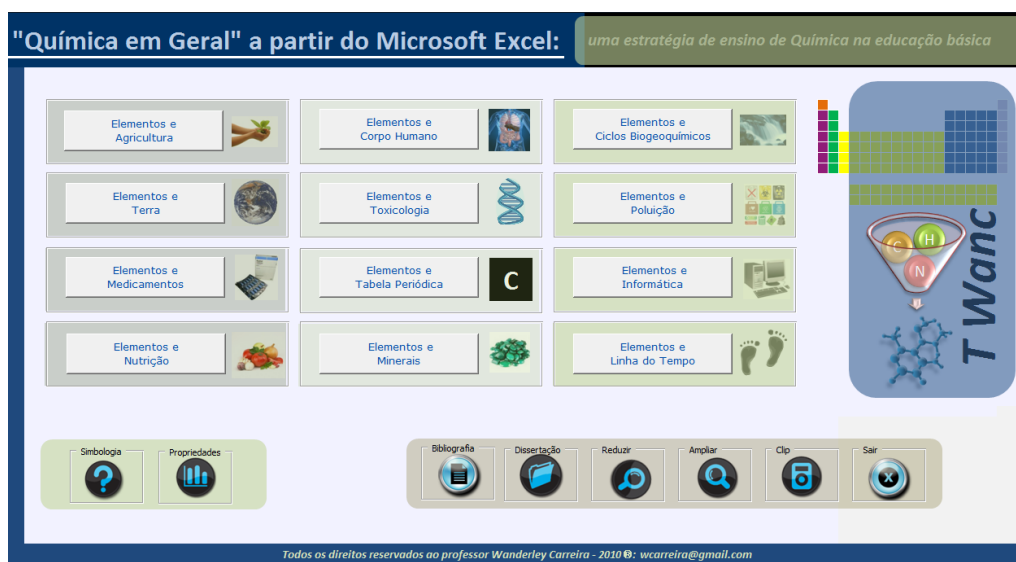 "Química em Geral" a partir do Microsoft Excel:
uma estratégia de ensino de Química na educação básica
Elementos e
Agricultura
Elementos e
Corpo Humano
Elementos e
Ciclos Biogeoquímicos
Elementos e
Terra
Elementos e
Toxicologia
Elementos e
Poluição
Elementos e
Medicamentos
Elementos e
Tabela Periódica
C
Elementos e
Informática
Elementos e
Nutrição
Elementos e
Minerais
Elementos e
Linha do Tempo
C
H
N
T Wanc
Simbologia
?
Propriedades
Bibliografia
Dissertação
Reduzir
Ampliar
Clip
Sair
x
Todos os direitos reservados ao professor Wanderley Carreira - 2010 ®: wcarreira@gmail.com